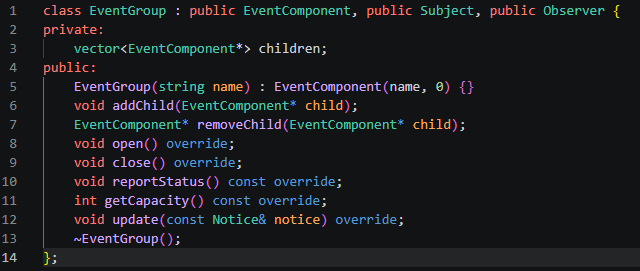 1 class EventGroup : public EventComponent, public Subject, public Observer {
2 private:
3     vector<EventComponent*> children;
4 public:
5     EventGroup(string name) : EventComponent(name, 0) {}
6     void addChild(EventComponent* child);
7     EventComponent* removeChild(EventComponent* child);
8     void open() override;
9     void close() override;
10     void reportStatus() const override;
11     int getCapacity() const override;
12     void update(const Notice& notice) override;
13     ~EventGroup();
14 };